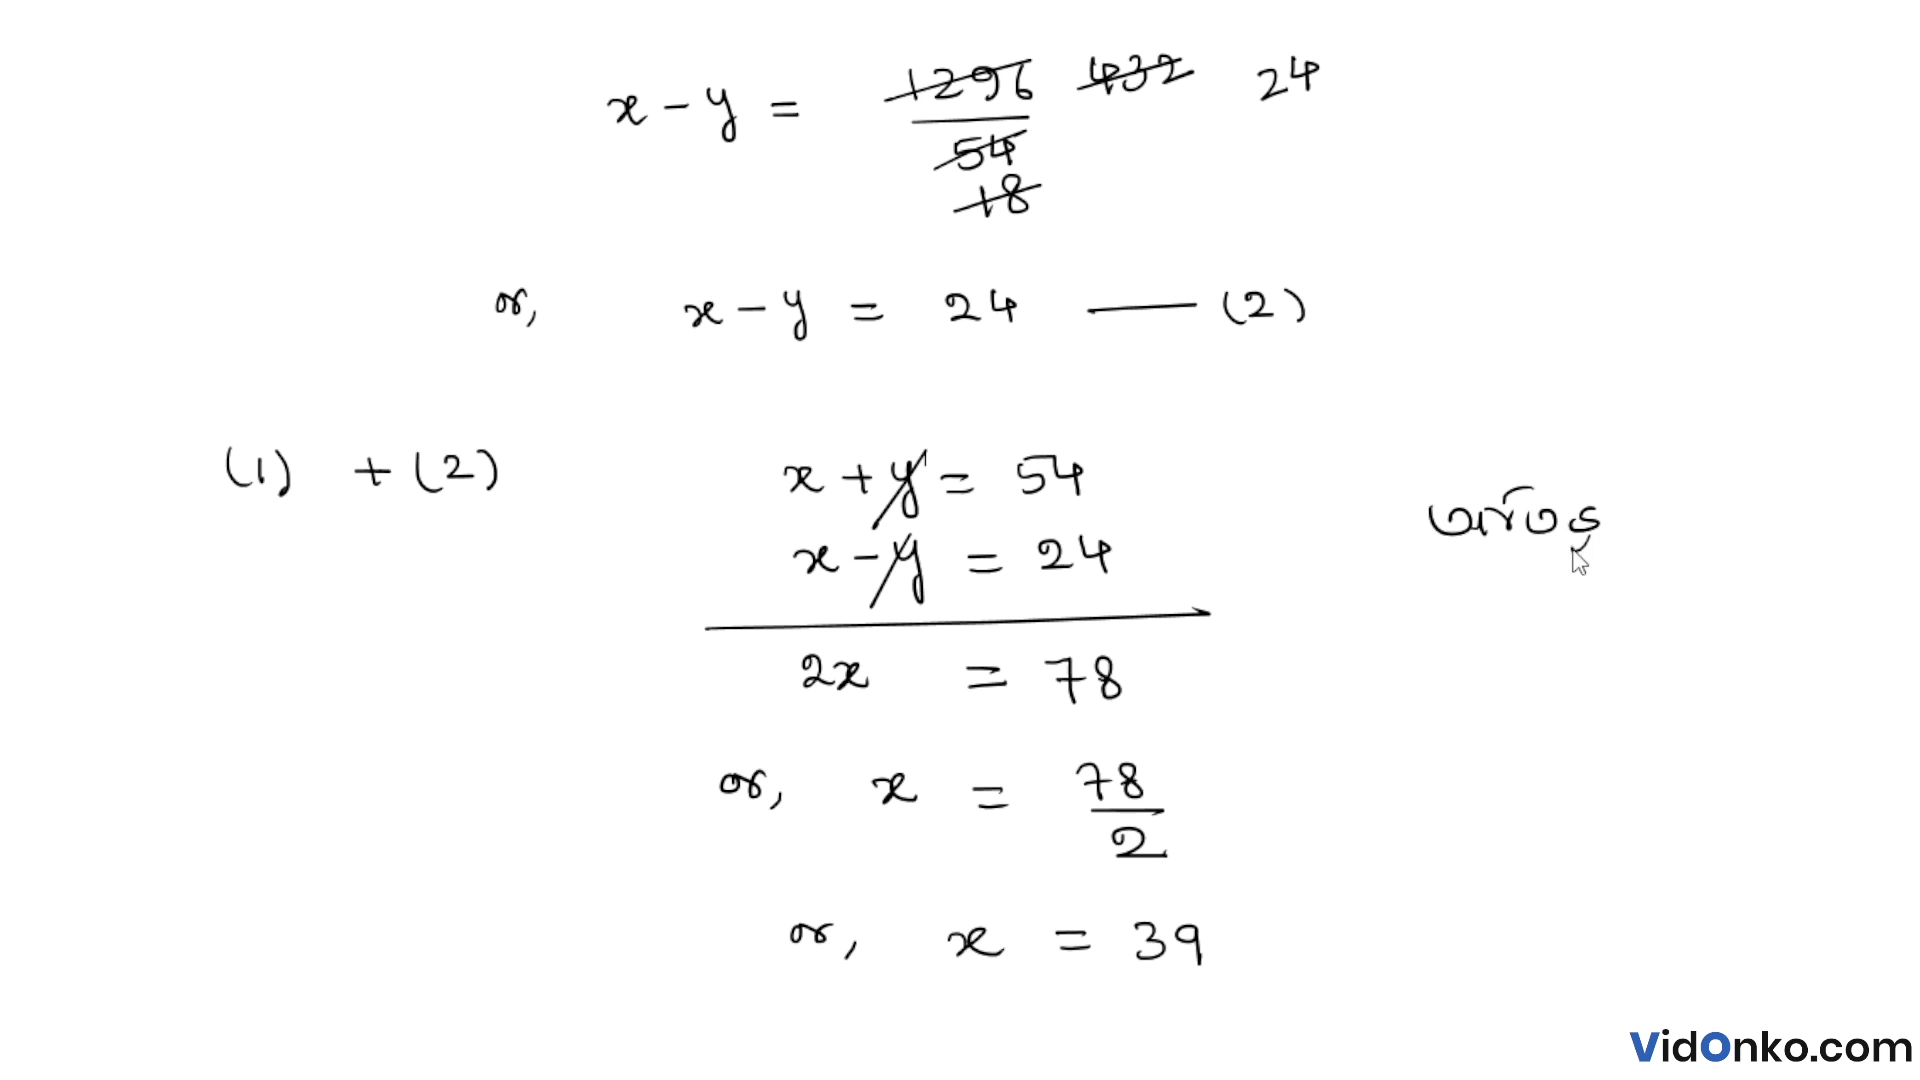 x - y = 1296 432 24
54
18
or, x - y = 24 —— (2)
(1) + (2) x + y = 54
x - y = 24
2x = 78
or, x = 78/2
or, x = 39
VidOnko.com